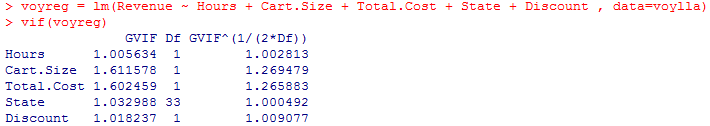 > voyreg = lm(Revenue ~ Hours + Cart.Size + Total.Cost + State + Discount , data=voylla)
> vif(voyreg)
GVIF Df GVIF^(1/(2*Df))
Hours 1.005634 1 1.002813
Cart.Size 1.611578 1 1.269479
Total.Cost 1.602459 1 1.265883
State 1.032988 33 1.000492
Discount 1.018237 1 1.009077